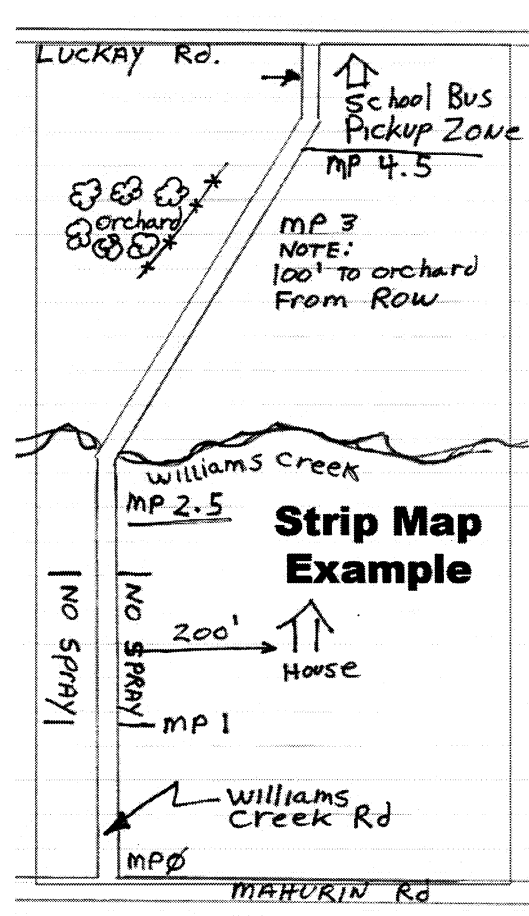 LUCKAY Rd.
School Bus
Pickup ZONE
MP 4.5
orchard
MP 3
NOTE:
100' TO orchard
From ROW
Williams Creek
MP 2.5
Strip Map
Example
NO SPRAY
NO SPRAY
200'
House
MP 1
Williams
Creek Rd
MPØ
MAHURIN Rd